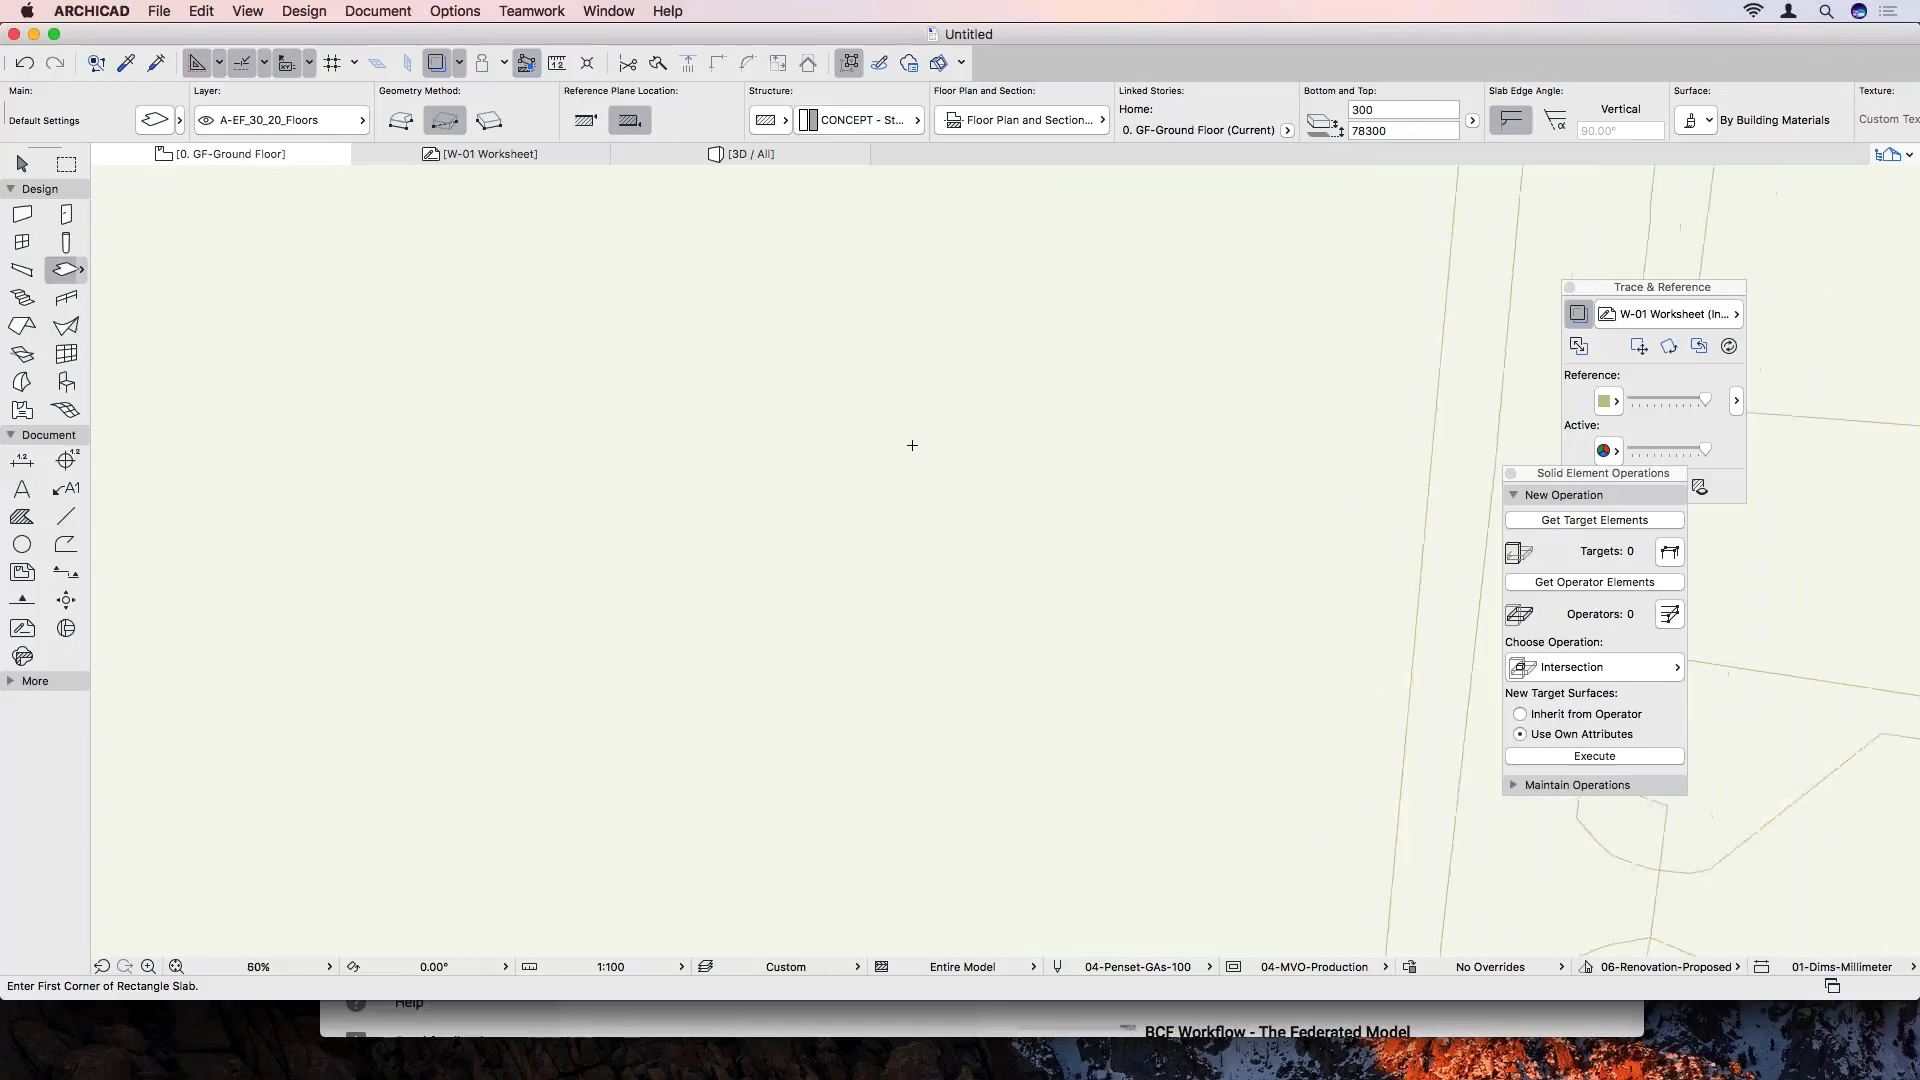 ARCHICAD File Edit View Design Document Options Teamwork Window Help
Untitled
Main: Layer: Geometry Method: Reference Plane Location: Structure: Floor Plan and Section: Linked Stories: Bottom and Top: Slab Edge Angle: Surface: Texture:
Home: 300 Vertical
Default Settings A-EF_30_20_Floors CONCEPT - St... Floor Plan and Section... By Building Materials Custom Tex
0. GF-Ground Floor (Current) 78300 90.00°
[0. GF-Ground Floor] [W-01 Worksheet] [3D / All]
Design
Document
More
Trace & Reference
W-01 Worksheet (In...
Reference:
Active:
Solid Element Operations
New Operation
Get Target Elements
Targets: 0
Get Operator Elements
Operators: 0
Choose Operation:
Intersection
New Target Surfaces:
Inherit from Operator
Use Own Attributes
Execute
Maintain Operations
60% 0.00° 1:100 Custom Entire Model 04-Penset-GAs-100 04-MVO-Production No Overrides 06-Renovation-Proposed 01-Dims-Millimeter
Enter First Corner of Rectangle Slab.
Help
BCF Workflow - The Federated Model